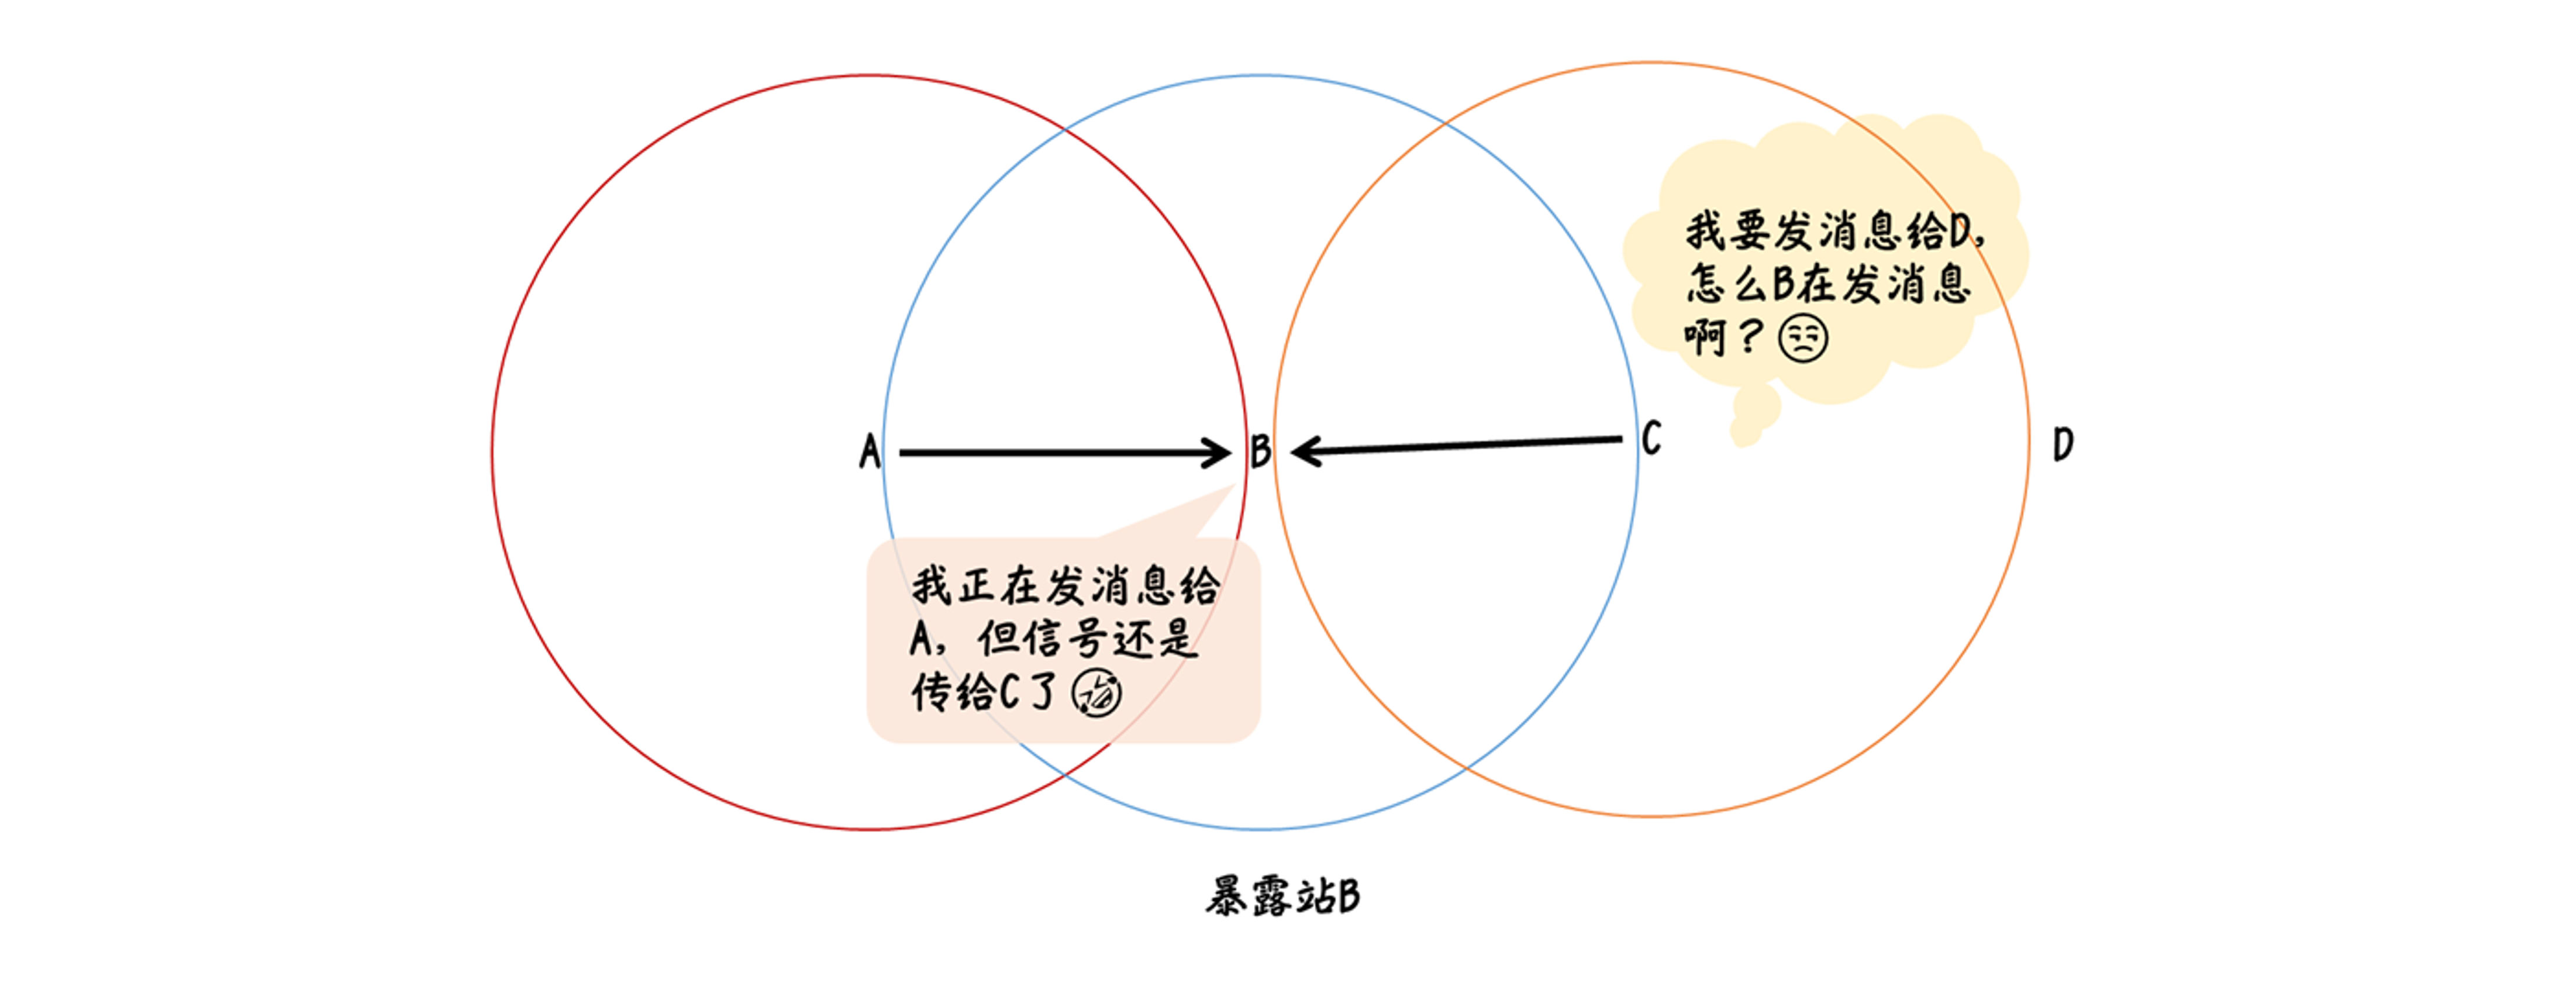 我要发消息给D,
怎么B在发消息
啊？
A
B
C
D
我正在发消息给
A，但信号还是
传给C了
暴露站B